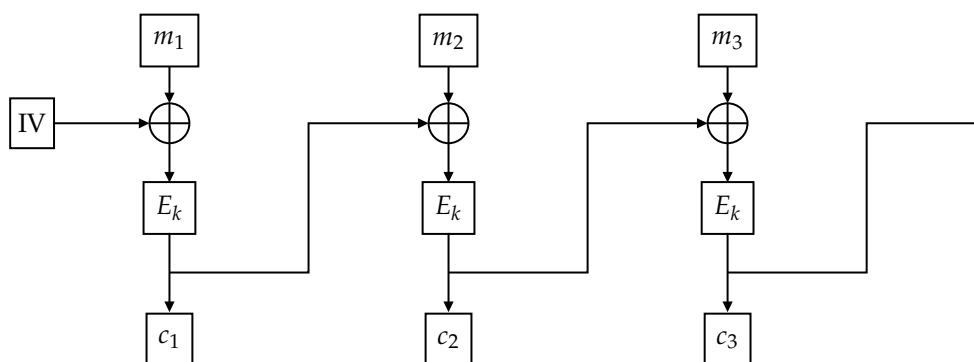 m₁ m₂ m₃
IV
Eₖ Eₖ Eₖ
c₁ c₂ c₃